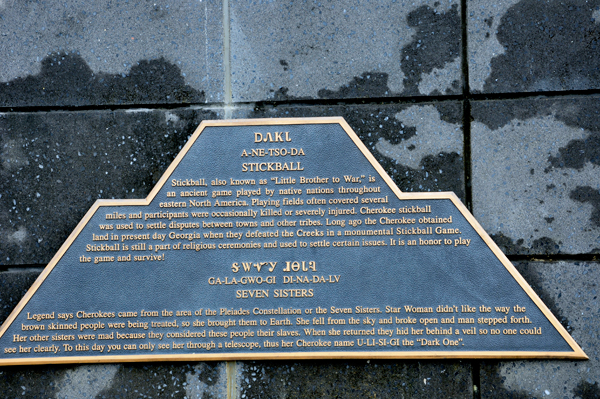 ᎠᏁᏦᏓ
A-NE-TSO-DA
STICKBALL
Stickball, also known as “Little Brother to War,” is
an ancient game played by native nations throughout
eastern North America. Playing fields often covered several
miles and participants were occasionally killed or severely injured. Cherokee stickball
was used to settle disputes between towns and other tribes. Long ago the Cherokee obtained
land in present day Georgia when they defeated the Creeks in a monumental Stickball Game.
Stickball is still a part of religious ceremonies and used to settle certain issues. It is an honor to play
the game and survive!
ᎦᎳᏉᎩ ᏗᎾᏓᎸ
GA-LA-GWO-GI DI-NA-DA-LV
SEVEN SISTERS
Legend says Cherokees came from the area of the Pleiades Constellation or the Seven Sisters. Star Woman didn't like the way the
brown skinned people were being treated, so she brought them to Earth. She fell from the sky and broke open and man stepped forth.
Her other sisters were mad because they considered these people their slaves. When she returned they hid her behind a veil so no one could
see her clearly. To this day you can only see her through a telescope, thus her Cherokee name U-LI-SI-GI the “Dark One”.